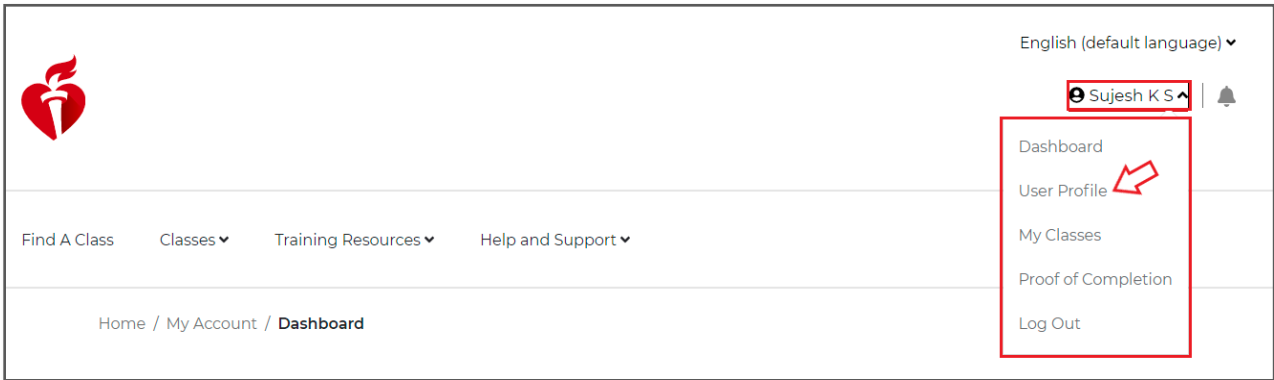 English (default language)
Sujesh K S
Dashboard
User Profile
My Classes
Proof of Completion
Log Out
Find A Class Classes Training Resources Help and Support
Home / My Account / Dashboard